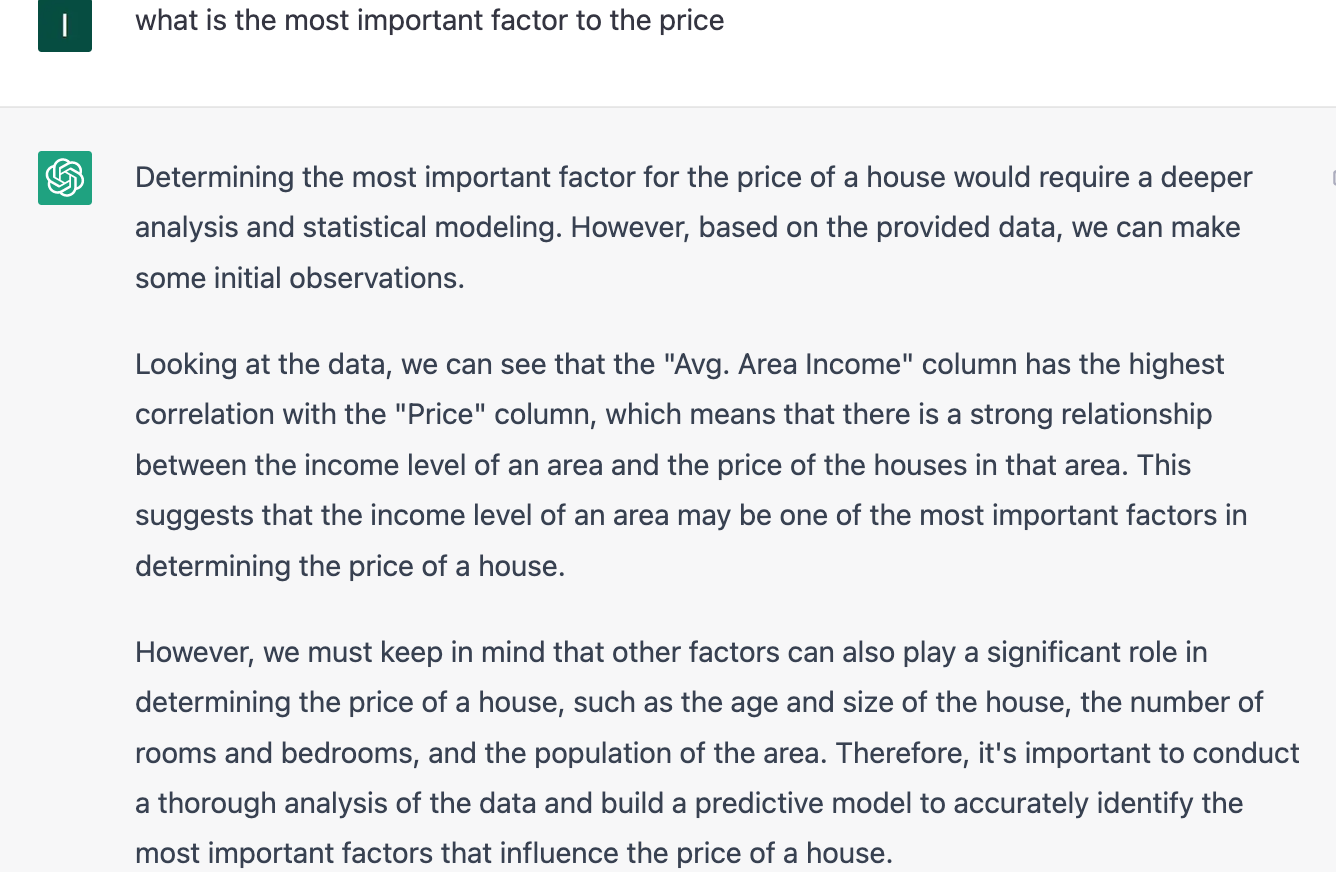 I
what is the most important factor to the price
Determining the most important factor for the price of a house would require a deeper
analysis and statistical modeling. However, based on the provided data, we can make
some initial observations.
Looking at the data, we can see that the "Avg. Area Income" column has the highest
correlation with the "Price" column, which means that there is a strong relationship
between the income level of an area and the price of the houses in that area. This
suggests that the income level of an area may be one of the most important factors in
determining the price of a house.
However, we must keep in mind that other factors can also play a significant role in
determining the price of a house, such as the age and size of the house, the number of
rooms and bedrooms, and the population of the area. Therefore, it's important to conduct
a thorough analysis of the data and build a predictive model to accurately identify the
most important factors that influence the price of a house.